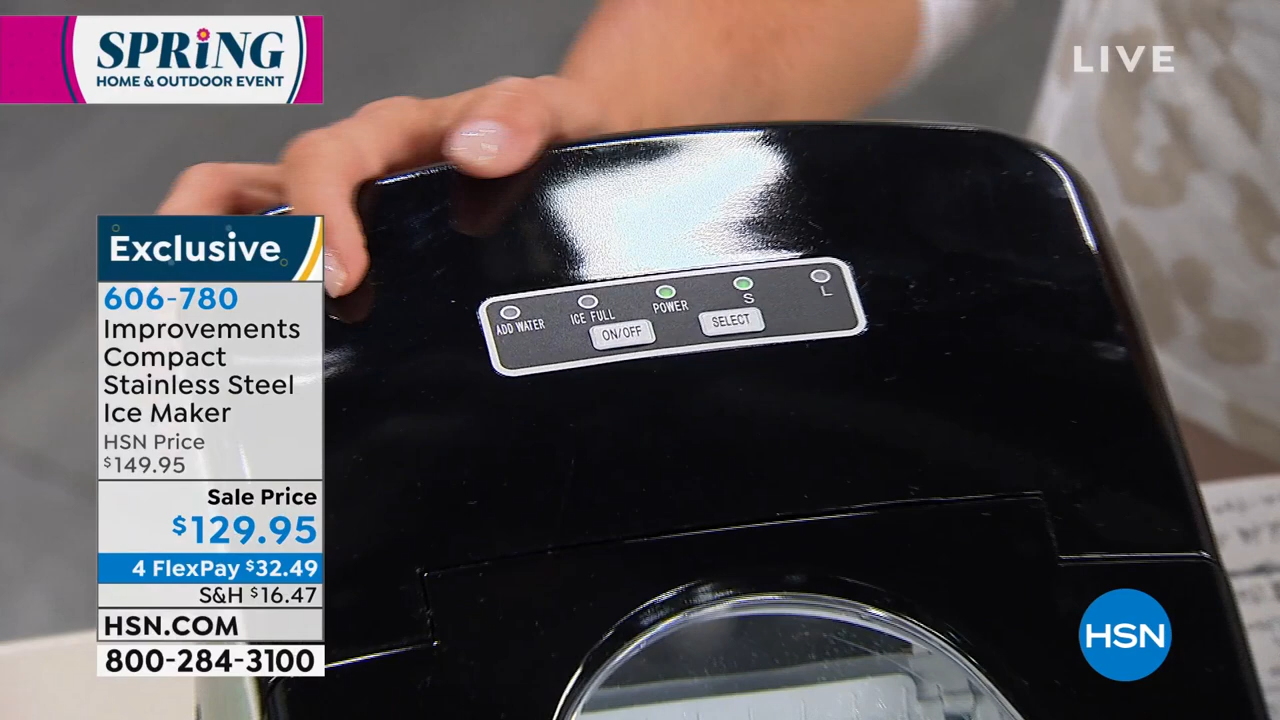 SPRiNG
HOME & OUTDOOR EVENT
LIVE
Exclusive
606-780
Improvements
Compact
Stainless Steel
Ice Maker
HSN Price
$149.95
Sale Price
$129.95
4 FlexPay $32.49
S&H $16.47
HSN.COM
800-284-3100
ADD WATER
ICE FULL
POWER
S
L
ON/OFF
SELECT
HSN